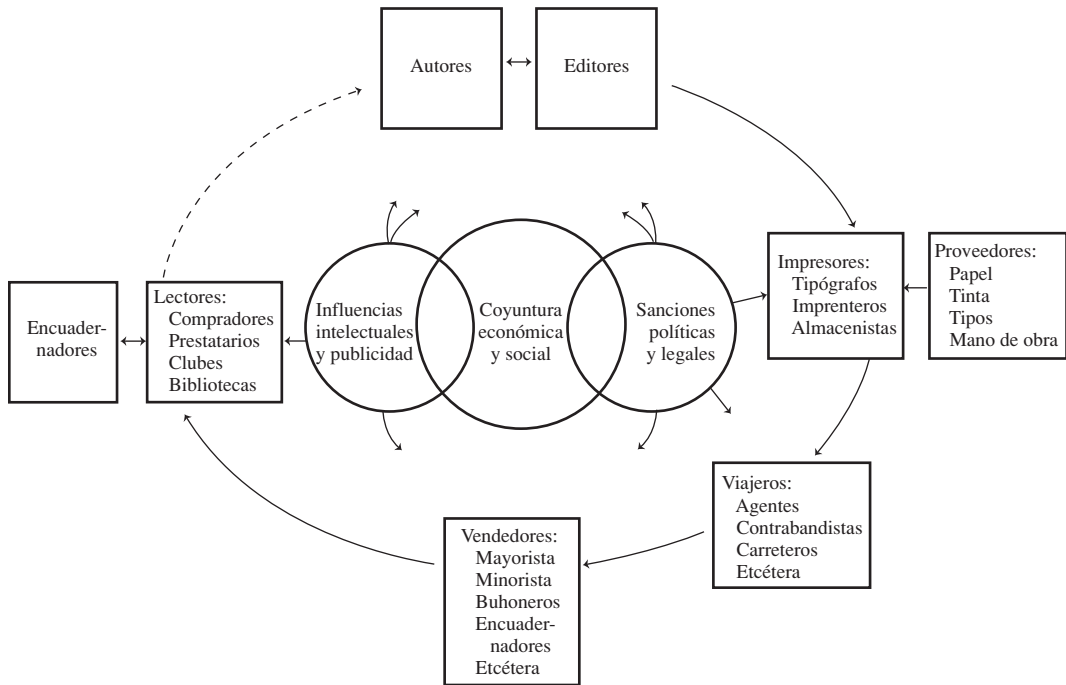 Autores
Editores
Impresores:
Tipógrafos
Imprenteros
Almacenistas
Proveedores:
Papel
Tinta
Tipos
Mano de obra
Encuader-
nadores
Lectores:
Compradores
Prestatarios
Clubes
Bibliotecas
Influencias
intelectuales
y publicidad
Coyuntura
económica
y social
Sanciones
políticas
y legales
Viajeros:
Agentes
Contrabandistas
Carreteros
Etcétera
Vendedores:
Mayorista
Minorista
Buhoneros
Encuader-
nadores
Etcétera